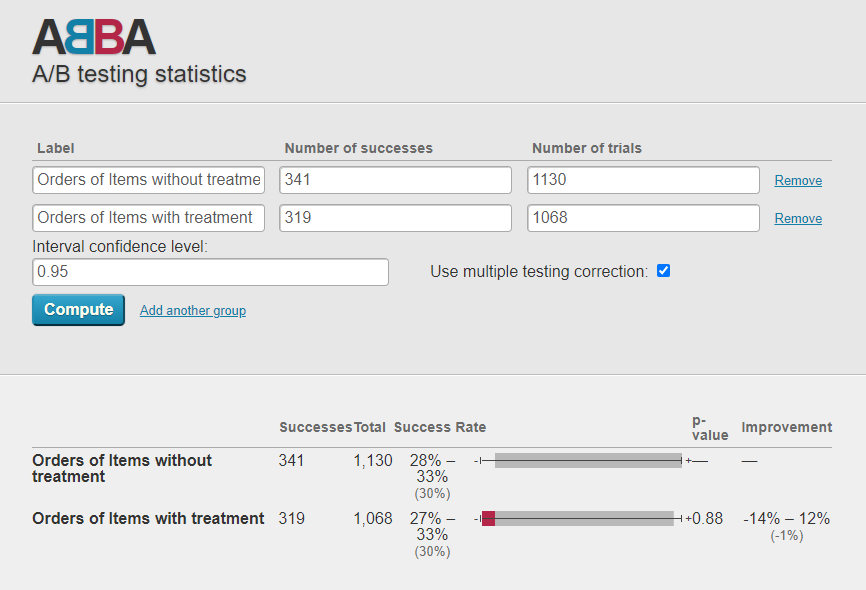 ABBA
A/B testing statistics
Label Number of successes Number of trials
Orders of Items without treatme 341 1130 Remove
Orders of Items with treatment 319 1068 Remove
Interval confidence level:
0.95 Use multiple testing correction:
Compute Add another group
Successes Total Success Rate p-value Improvement
Orders of Items without treatment 341 1,130 28% – 33% (30%) - + — —
Orders of Items with treatment 319 1,068 27% – 33% (30%) - + 0.88 -14% – 12% (-1%)